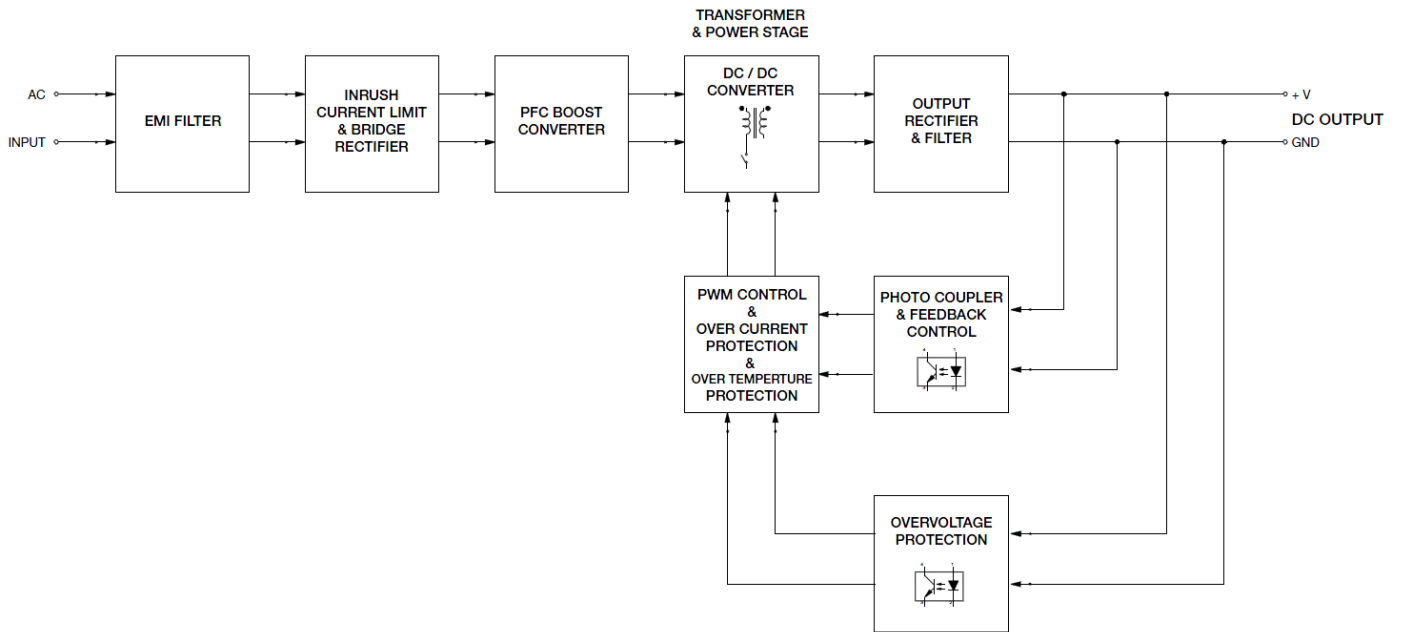 TRANSFORMER
& POWER STAGE
AC
INPUT
EMI FILTER
INRUSH
CURRENT LIMIT
& BRIDGE
RECTIFIER
PFC BOOST
CONVERTER
DC / DC
CONVERTER
OUTPUT
RECTIFIER
& FILTER
+ V
DC OUTPUT
GND
PWM CONTROL
&
OVER CURRENT
PROTECTION
&
OVER TEMPERTURE
PROTECTION
PHOTO COUPLER
& FEEDBACK
CONTROL
OVERVOLTAGE
PROTECTION